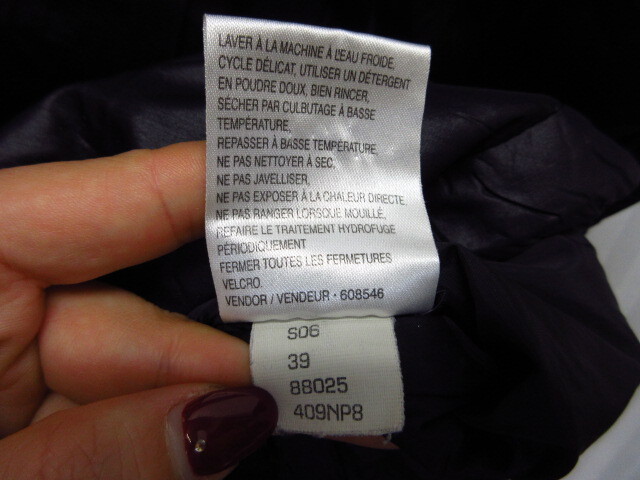 LAVER À LA MACHINE À L'EAU FROIDE,
CYCLE DÉLICAT, UTILISER UN DÉTERGENT
EN POUDRE DOUX, BIEN RINCER,
SÉCHER PAR CULBUTAGE À BASSE
TEMPÉRATURE,
REPASSER À BASSE TEMPÉRATURE
NE PAS NETTOYER À SEC,
NE PAS JAVELLISER,
NE PAS EXPOSER À LA CHALEUR DIRECTE,
NE PAS RANGER LORSQUE MOUILLÉ,
REFAIRE LE TRAITEMENT HYDROFUGE
PÉRIODIQUEMENT
FERMER TOUTES LES FERMETURES
VELCRO.
VENDOR / VENDEUR · 608546
S06
39
88025
409NP8